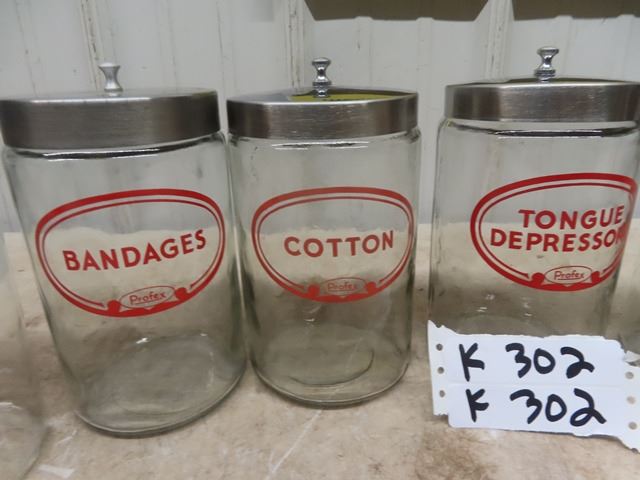 BANDAGES
Profex
COTTON
Profex
TONGUE
DEPRESSOR
Profex
K 302
K 302